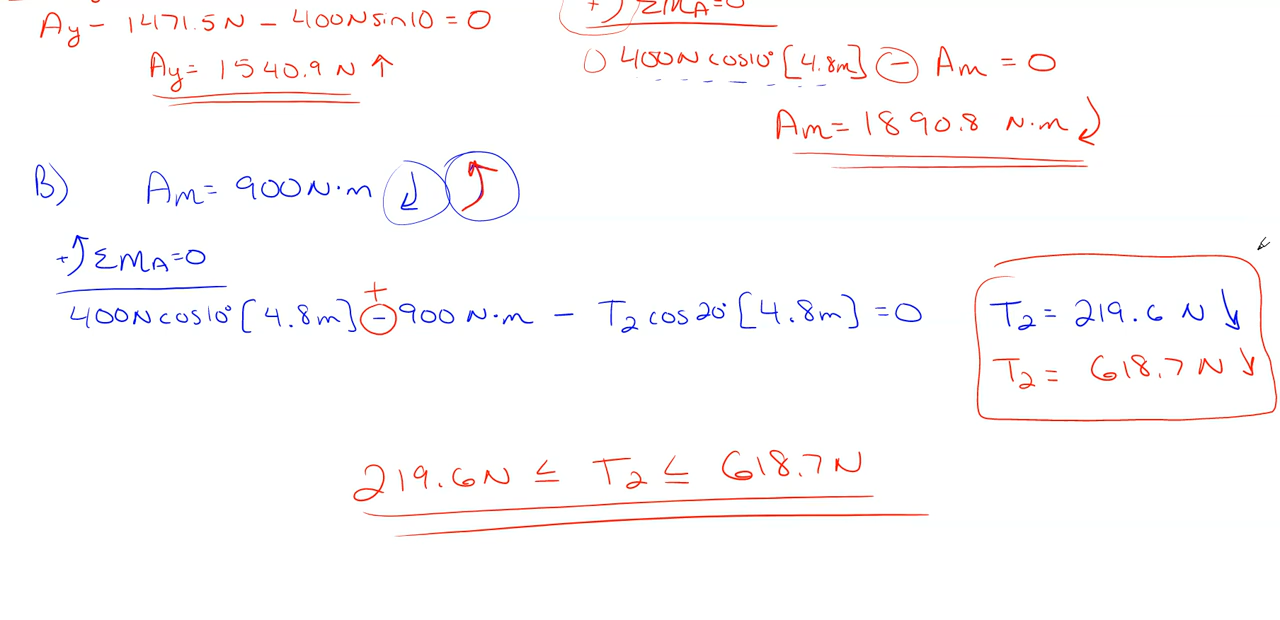 Ay - 1471.5N - 400N sin10 = 0
Ay = 1540.9 N ↑
+) ΣMA=0
400N cos10° [4.8m] - Am = 0
Am = 1890.8 N·m
B) Am = 900N·m
+) ΣMA=0
+
400N cos10° [4.8m] - 900N·m - T2 cos20° [4.8m] = 0
T2 = 219.6 N ↓
T2 = 618.7 N ↓
219.6N ≤ T2 ≤ 618.7N